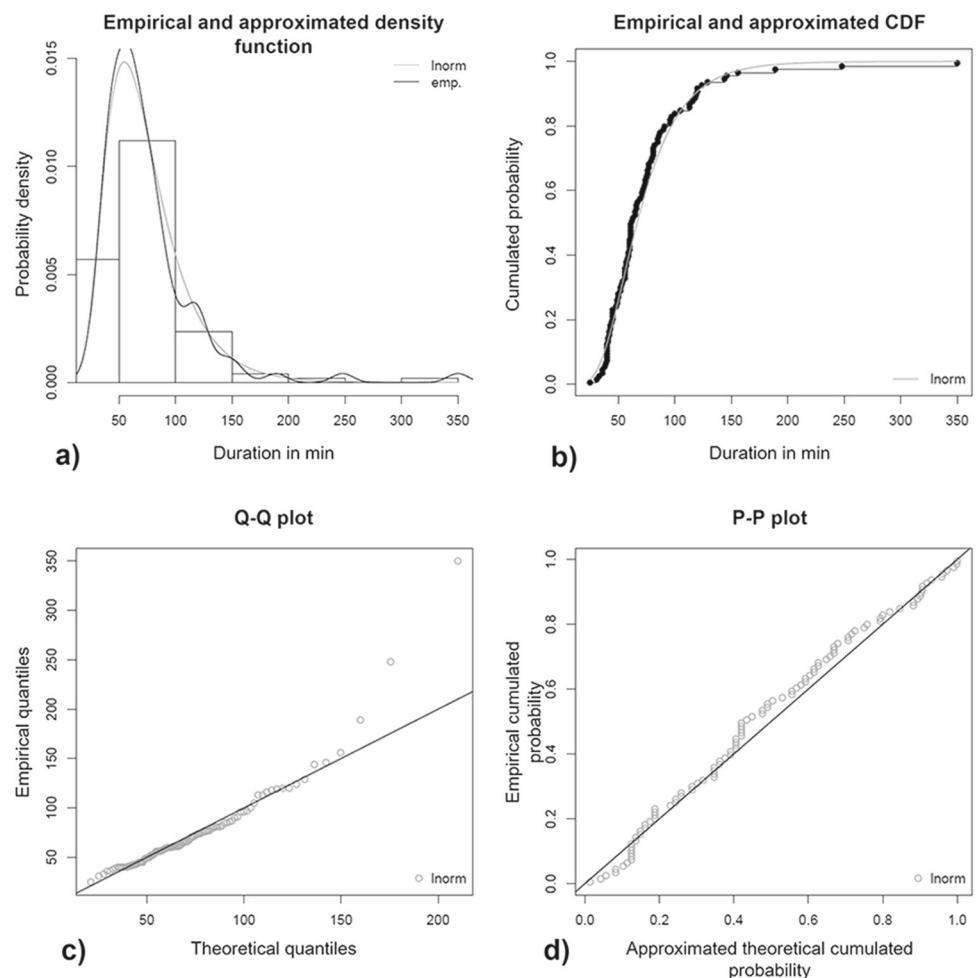 Empirical and approximated density
function
lnorm
emp.
Probability density
0.000
0.005
0.010
0.015
50 100 150 200 250 300 350
Duration in min
a)
Empirical and approximated CDF
Cumulated probability
0.0
0.2
0.4
0.6
0.8
1.0
lnorm
50 100 150 200 250 300 350
Duration in min
b)
Q-Q plot
Empirical quantiles
50
100
150
200
250
300
350
lnorm
50 100 150 200
Theoretical quantiles
c)
P-P plot
Empirical cumulated
probability
0.0
0.2
0.4
0.6
0.8
1.0
lnorm
0.0 0.2 0.4 0.6 0.8 1.0
Approximated theoretical cumulated
probability
d)